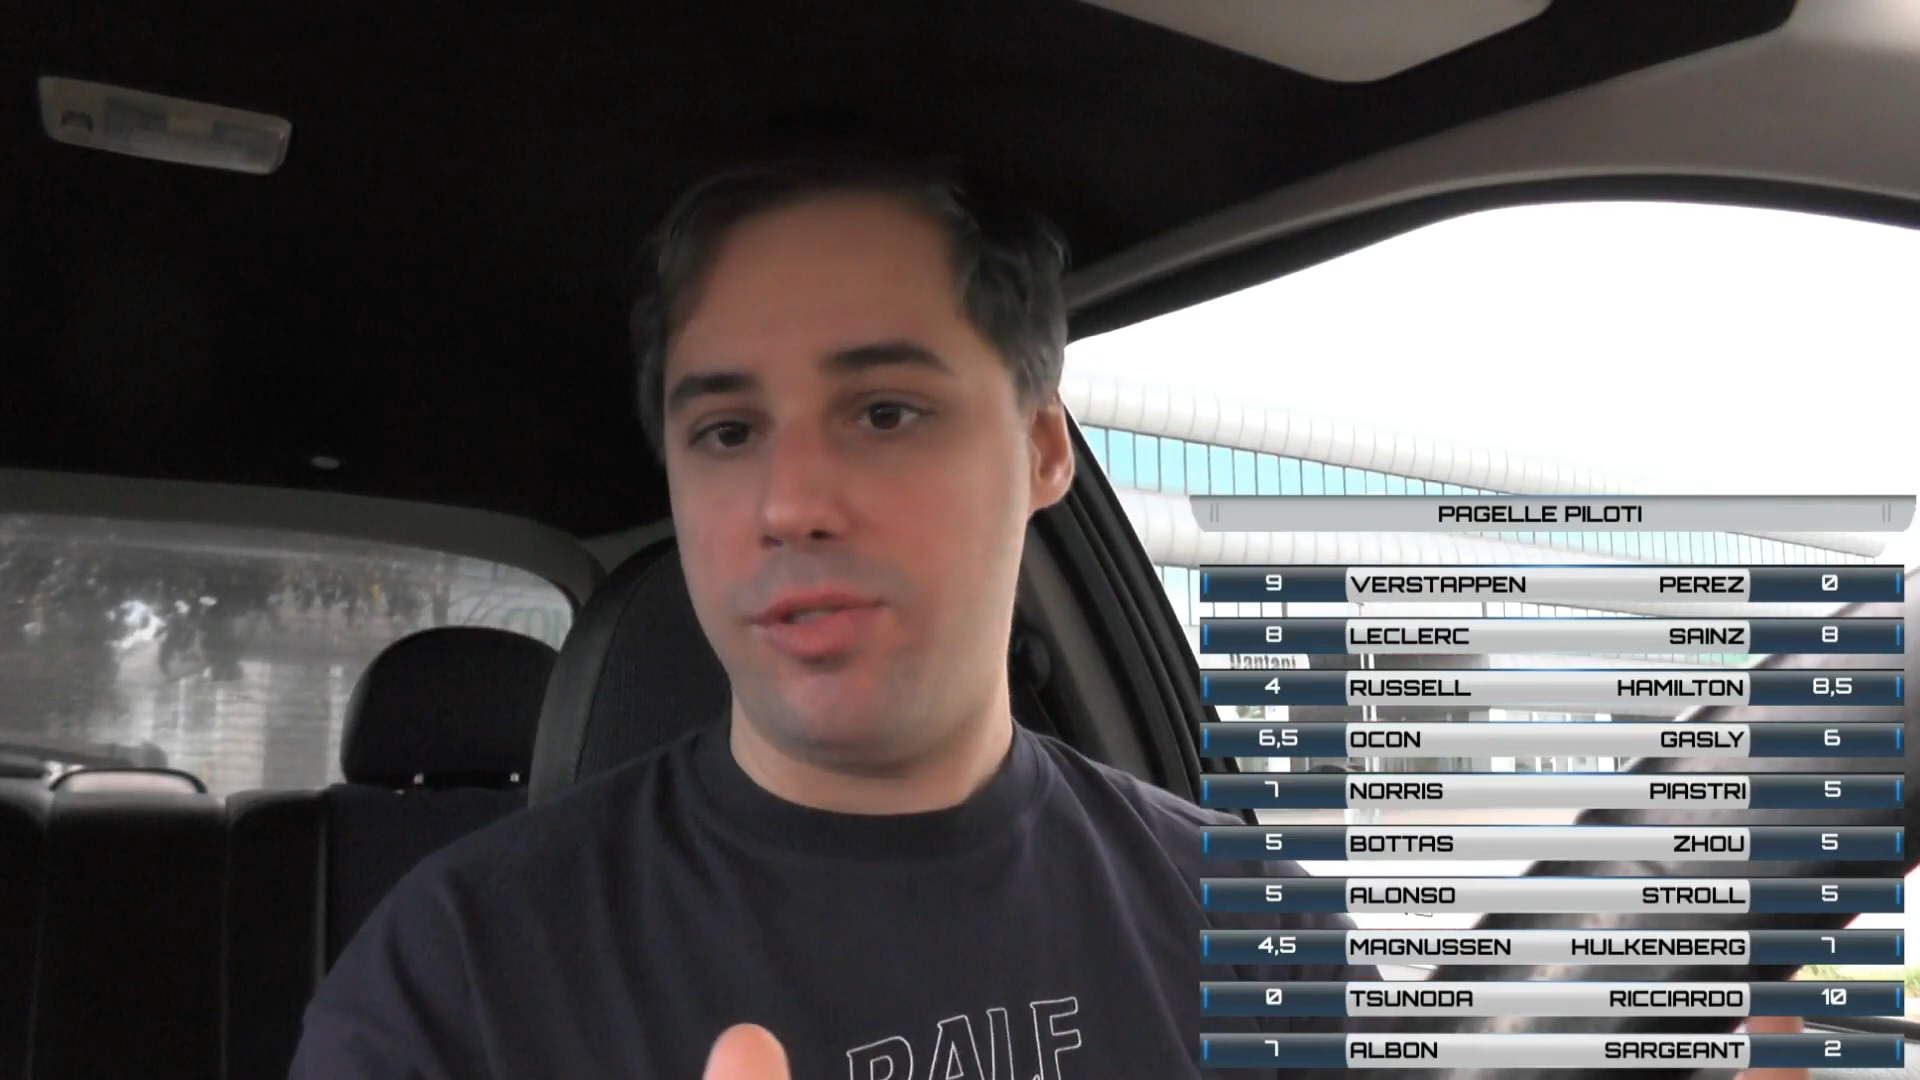 PAGELLE PILOTI
9 VERSTAPPEN PEREZ 0
8 LECLERC SAINZ 8
4 RUSSELL HAMILTON 8,5
6,5 OCON GASLY 6
7 NORRIS PIASTRI 5
5 BOTTAS ZHOU 5
5 ALONSO STROLL 5
4,5 MAGNUSSEN HULKENBERG 7
0 TSUNODA RICCIARDO 10
7 ALBON SARGEANT 2
RALF